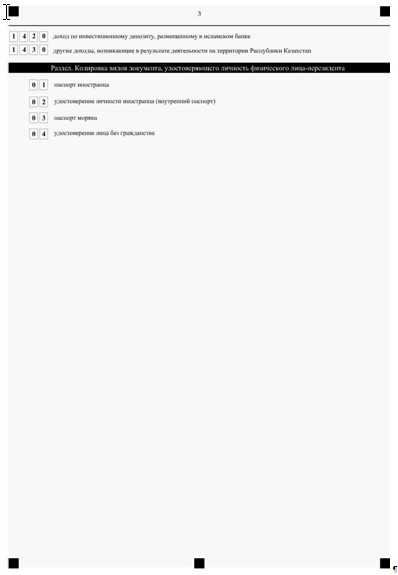 3
1 4 2 0 доход по инвестиционному депозиту, размещенному в исламском банке
1 4 3 0 другие доходы, возникающие в результате деятельности на территории Республики Казахстан
Раздел. Кодировка видов документа, удостоверяющего личность физического лица-нерезидента
0 1 паспорт иностранца
0 2 удостоверение личности иностранца (внутренний паспорт)
0 3 паспорт моряка
0 4 удостоверение лица без гражданства
¶